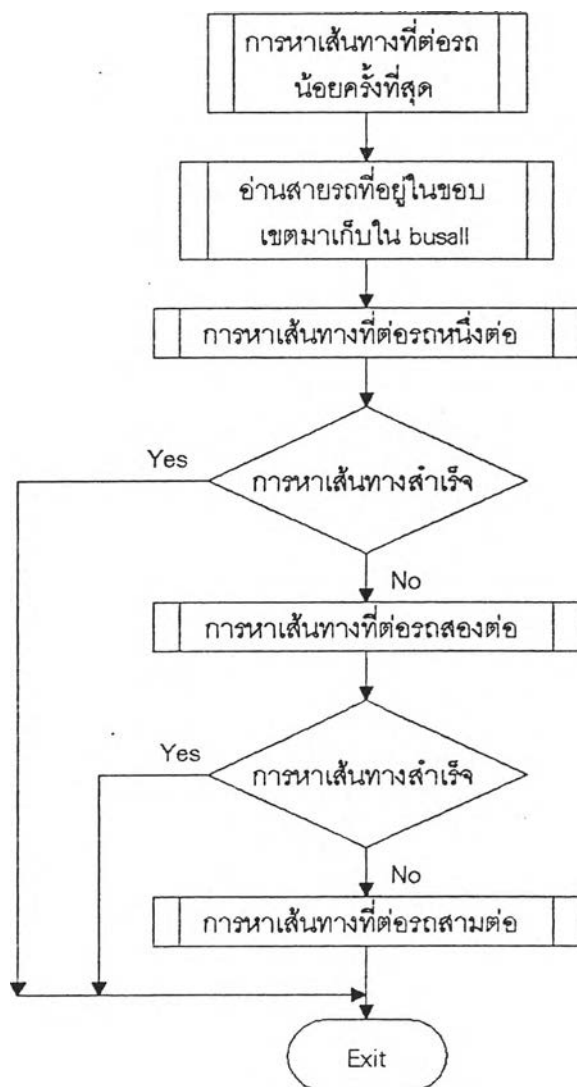 การหาเส้นทางที่ต่อรถ
น้อยครั้งที่สุด
อ่านสายรถที่อยู่ในขอบ
เขตมาเก็บใน busall
การหาเส้นทางที่ต่อรถหนึ่งต่อ
Yes
การหาเส้นทางสำเร็จ
No
การหาเส้นทางที่ต่อรถสองต่อ
Yes
การหาเส้นทางสำเร็จ
No
การหาเส้นทางที่ต่อรถสามต่อ
Exit